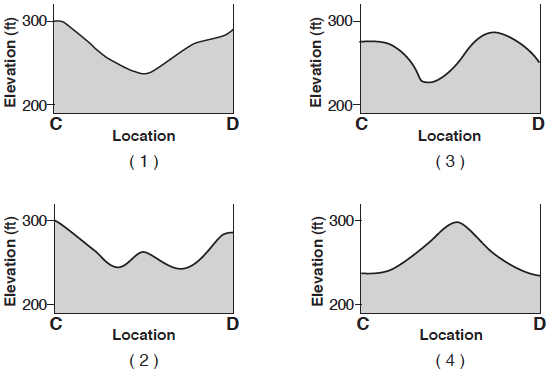 Elevation (ft)
300
200
C
D
Location
( 1 )
Elevation (ft)
300
200
C
D
Location
( 3 )
Elevation (ft)
300
200
C
D
Location
( 2 )
Elevation (ft)
300
200
C
D
Location
( 4 )